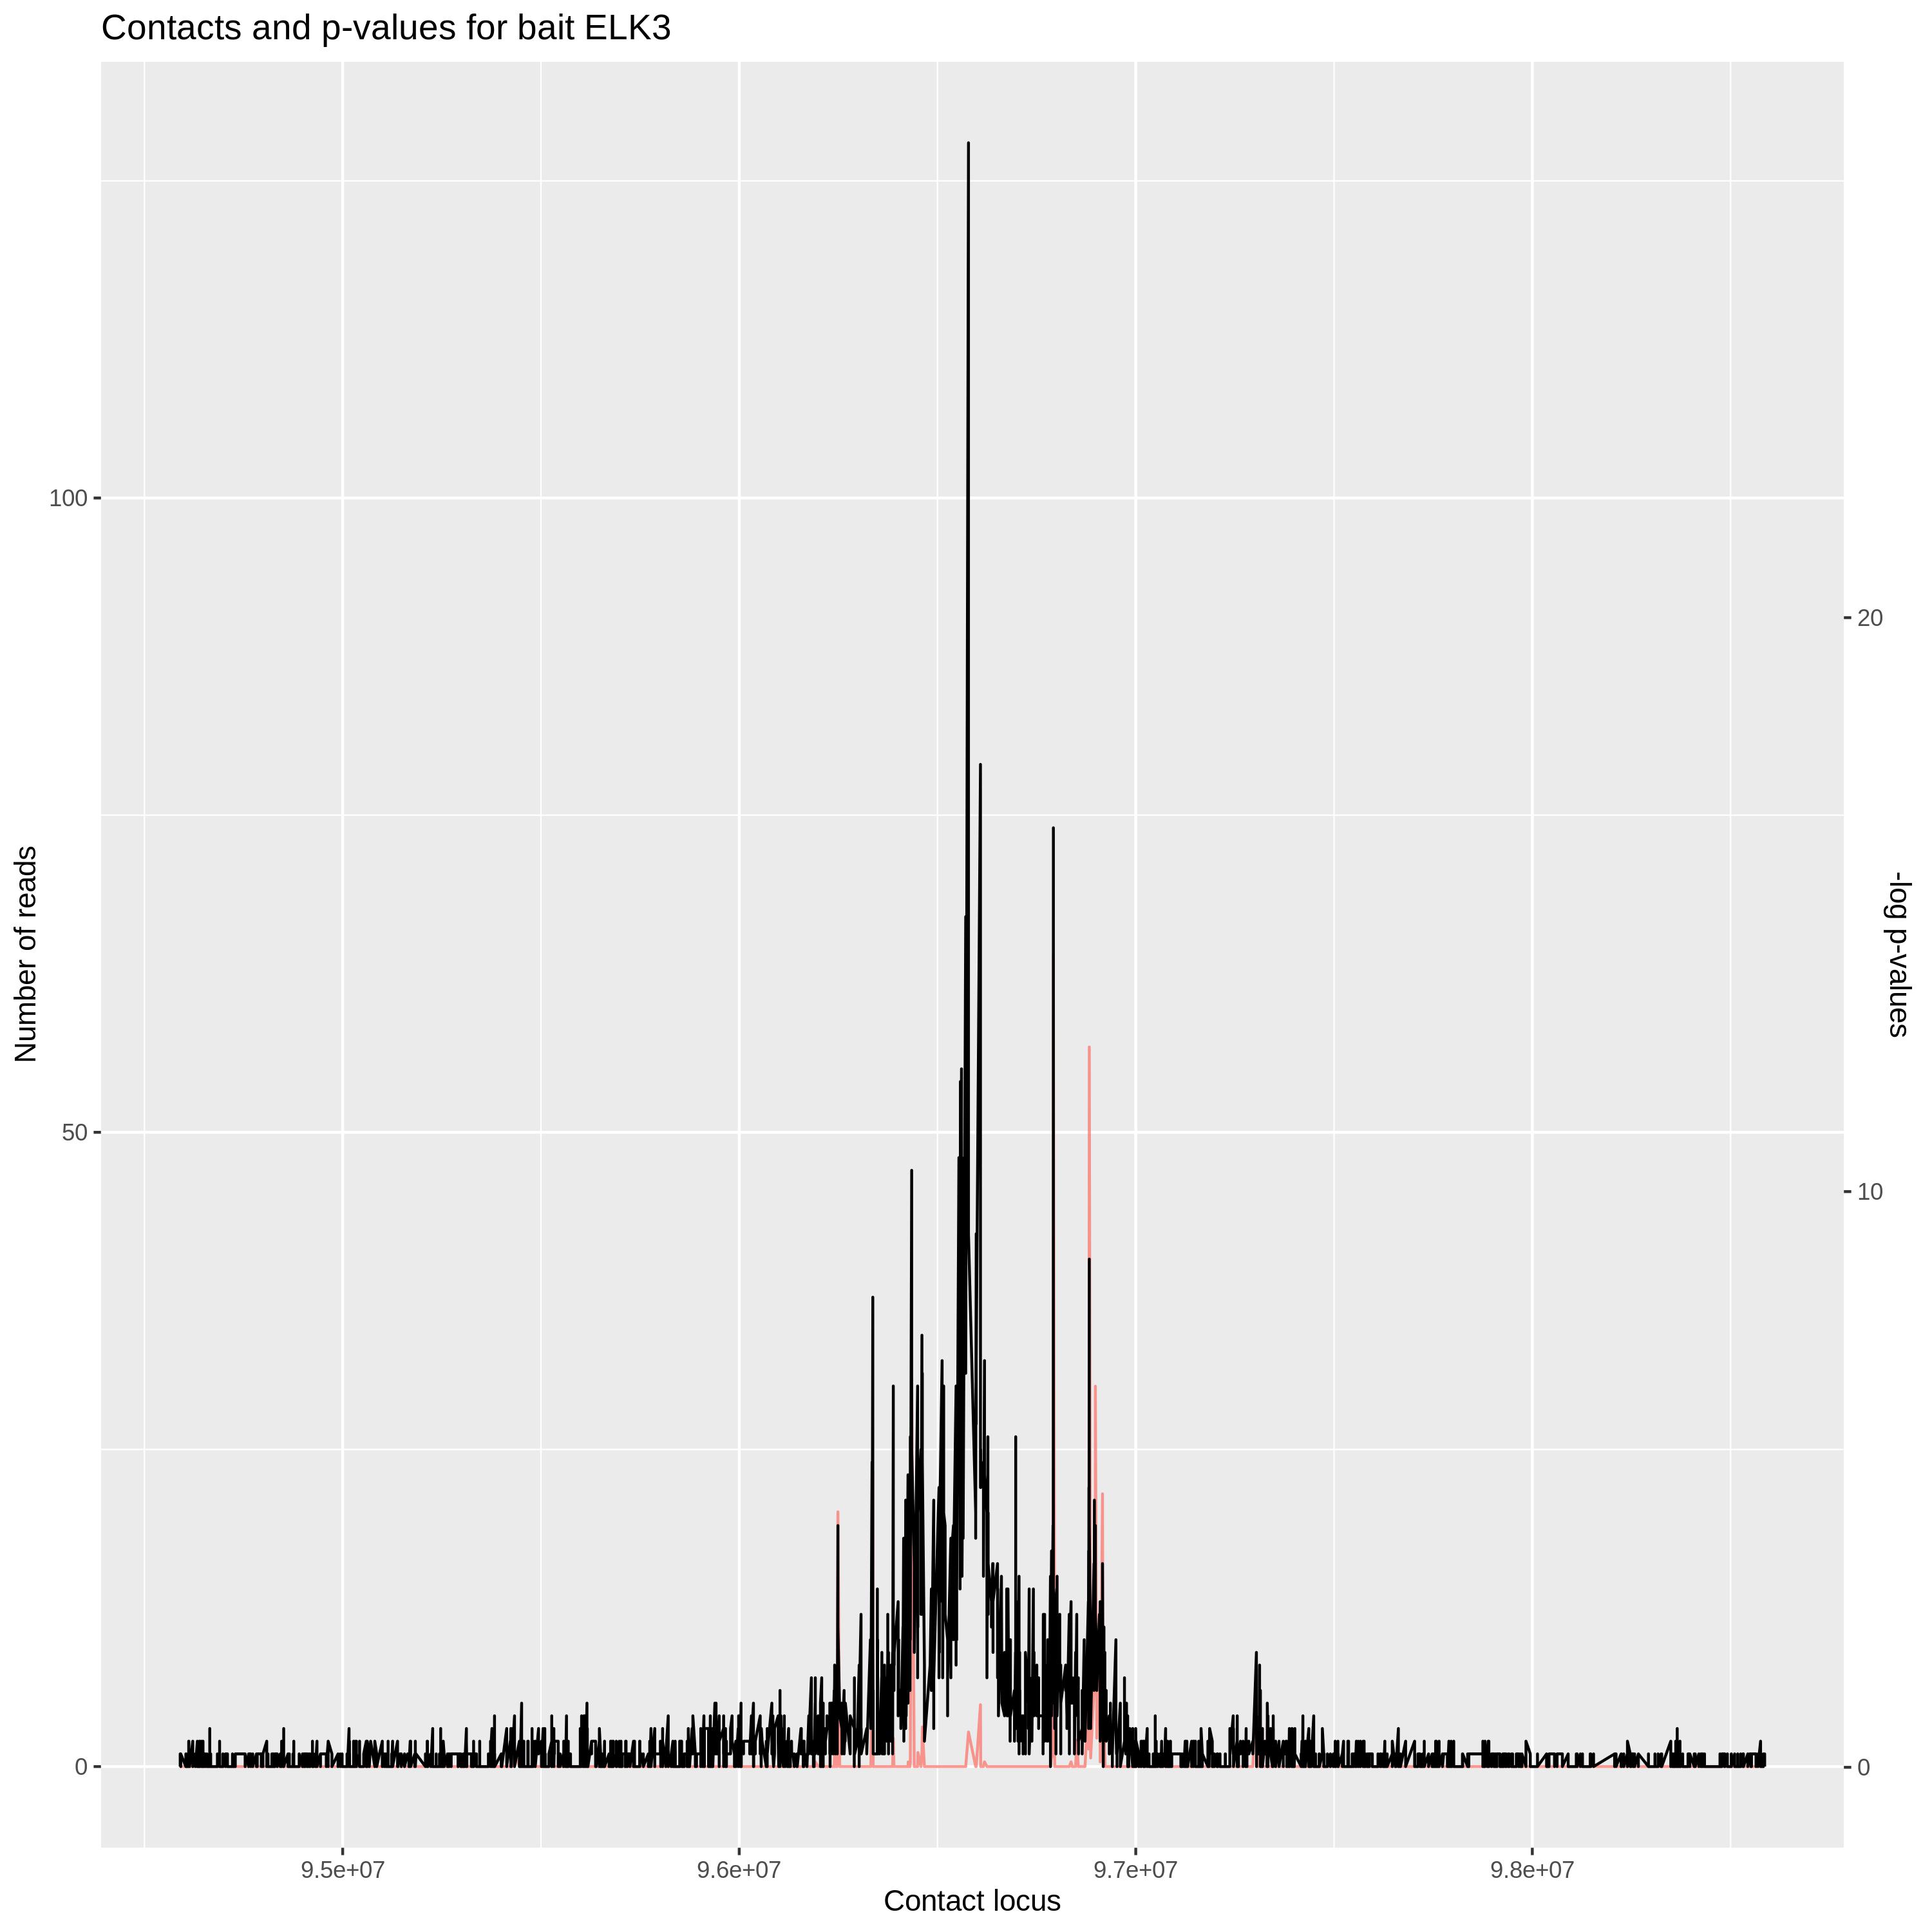 Contacts and p-values for bait ELK3
Number of reads
100
50
0
20
10
0
-log p-values
9.5e+07
9.6e+07
9.7e+07
9.8e+07
Contact locus